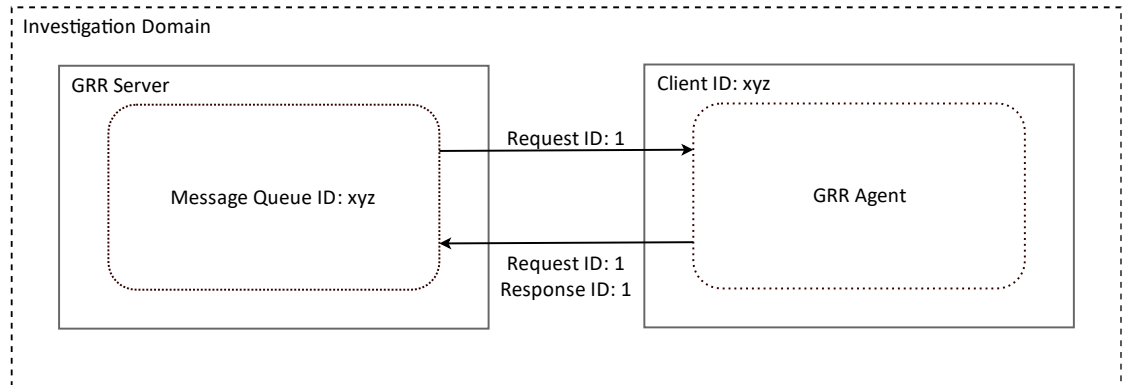 Investigation Domain
GRR Server
Client ID: xyz
Request ID: 1
Message Queue ID: xyz
GRR Agent
Request ID: 1
Response ID: 1